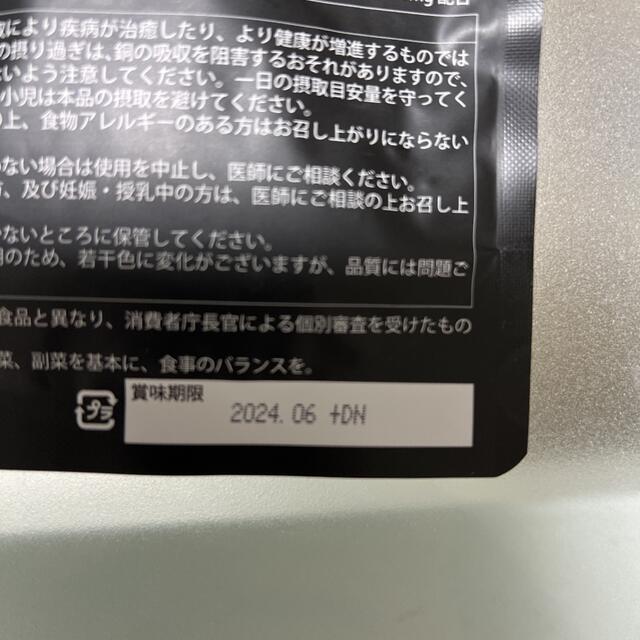 により疾病が治癒したり、より健康が増進するものでは
の摂り過ぎは、銅の吸収を阻害するおそれがありますので、
ないよう注意してください。一日の摂取目安量を守ってく
小児は本品の摂取を避けてください。
の上、食物アレルギーのある方はお召し上がりにならない
ない場合は使用を中止し、医師にご相談ください。
、及び妊娠・授乳中の方は、医師にご相談の上お召し上
かないところに保管してください。
用のため、若干色に変化がございますが、品質には問題ご
食品と異なり、消費者庁長官による個別審査を受けたもの
菜、副菜を基本に、食事のバランスを。
プラ
賞味期限
2024.06 +DN